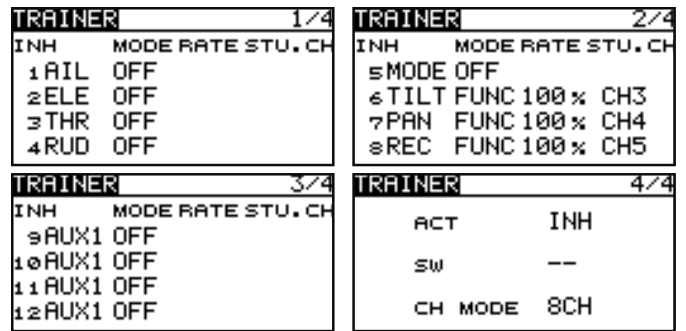 TRAINER 1/4
INH MODE RATE STU.CH
1AIL OFF
2ELE OFF
3THR OFF
4RUD OFF
TRAINER 2/4
INH MODE RATE STU.CH
5MODE OFF
6TILT FUNC 100% CH3
7PAN FUNC 100% CH4
8REC FUNC 100% CH5
TRAINER 3/4
INH MODE RATE STU.CH
9AUX1 OFF
10AUX1 OFF
11AUX1 OFF
12AUX1 OFF
TRAINER 4/4
ACT INH
SW --
CH MODE 8CH